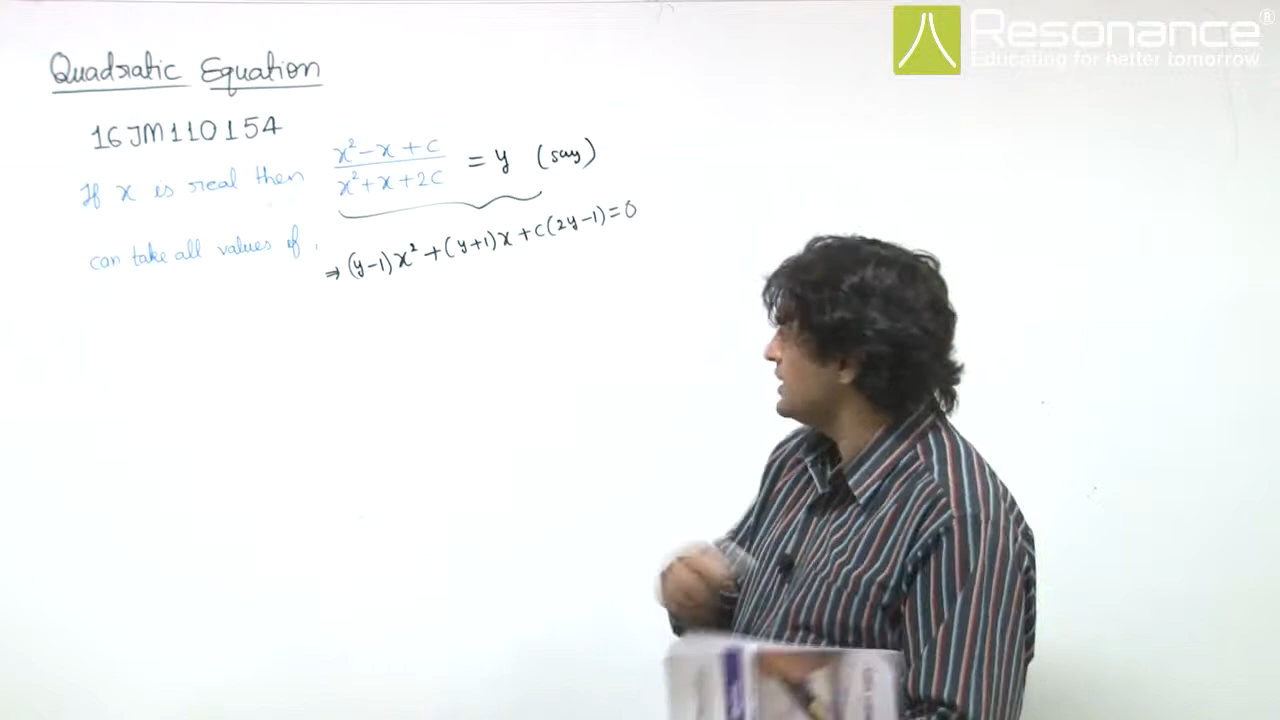 Resonance®
Educating for better tomorrow
Quadratic Equation
16JM110154
If x is real then (x² - x + c)/(x² + x + 2c) = y (say)
can take all values if
⇒ (y-1)x² + (y+1)x + c(2y-1) = 0